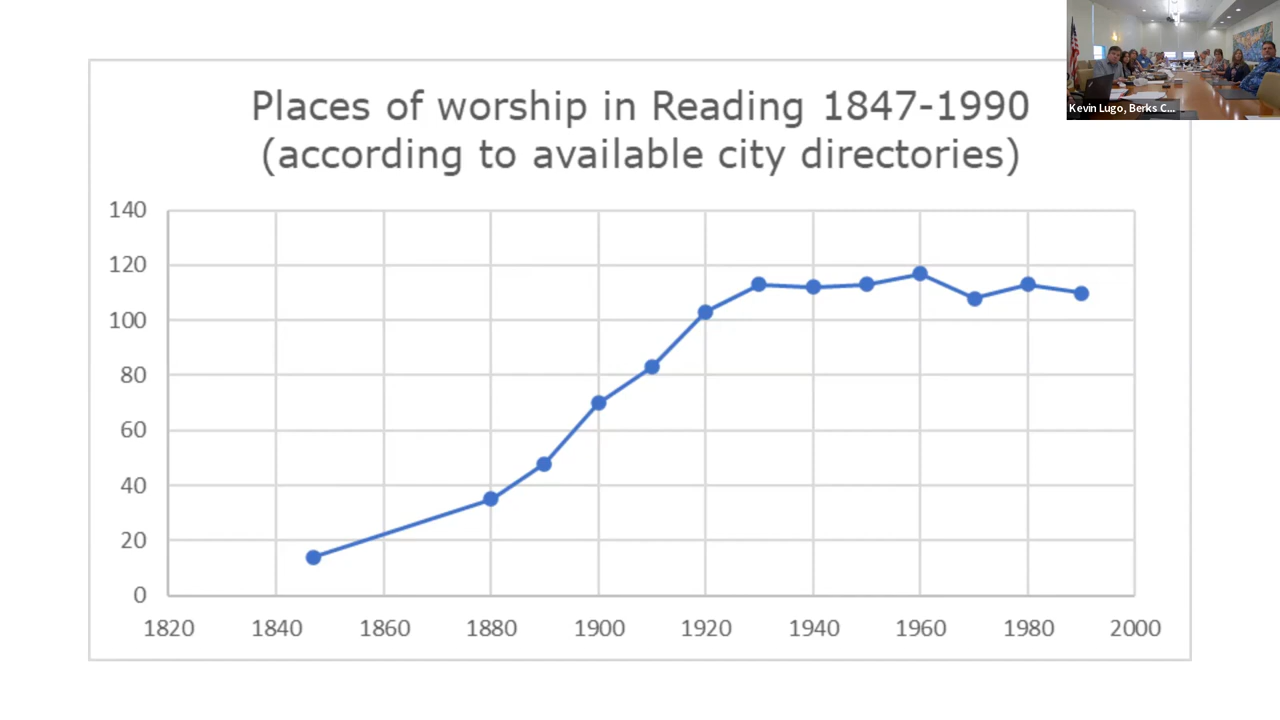 Places of worship in Reading 1847-1990
(according to available city directories)
Kevin Lugo, Berks C...
140
120
100
80
60
40
20
0
1820 1840 1860 1880 1900 1920 1940 1960 1980 2000